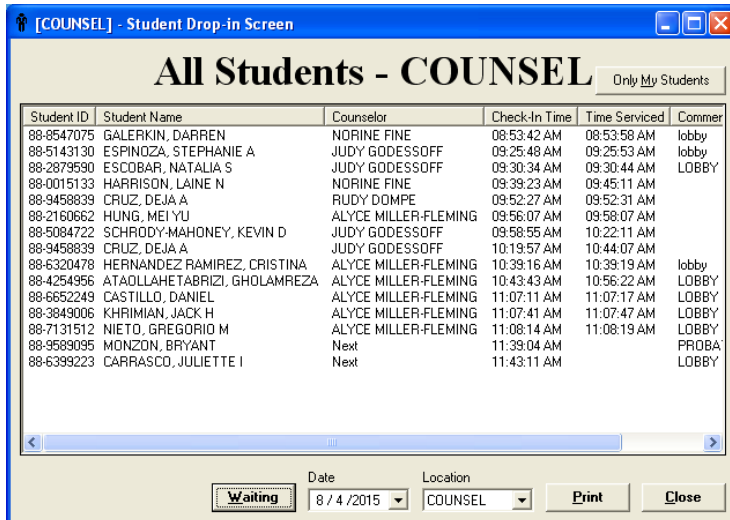 [COUNSEL] - Student Drop-in Screen
All Students - COUNSEL
Only My Students
Student ID Student Name Counselor Check-In Time Time Serviced Commer
88-8547075 GALERKIN, DARREN NORINE FINE 08:53:42 AM 08:53:58 AM lobby
88-5143130 ESPINOZA, STEPHANIE A JUDY GODESSOFF 09:25:48 AM 09:25:53 AM lobby
88-2879590 ESCOBAR, NATALIA S JUDY GODESSOFF 09:30:34 AM 09:30:44 AM LOBBY
88-0015133 HARRISON, LAINE N NORINE FINE 09:39:23 AM 09:45:11 AM
88-9458839 CRUZ, DEJA A RUDY DOMPE 09:52:27 AM 09:52:31 AM
88-2160662 HUNG, MEI YU ALYCE MILLER-FLEMING 09:56:07 AM 09:58:07 AM
88-5084722 SCHRODY-MAHONEY, KEVIN D JUDY GODESSOFF 09:58:55 AM 10:22:11 AM
88-9458839 CRUZ, DEJA A JUDY GODESSOFF 10:19:57 AM 10:44:07 AM
88-6320478 HERNANDEZ RAMIREZ, CRISTINA ALYCE MILLER-FLEMING 10:39:16 AM 10:39:19 AM lobby
88-4254956 ATAOLLAHETABRIZI, GHOLAMREZA ALYCE MILLER-FLEMING 10:43:43 AM 10:56:22 AM LOBBY
88-6652249 CASTILLO, DANIEL ALYCE MILLER-FLEMING 11:07:11 AM 11:07:17 AM LOBBY
88-3849006 KHRIMIAN, JACK H ALYCE MILLER-FLEMING 11:07:41 AM 11:07:47 AM LOBBY
88-7131512 NIETO, GREGORIO M ALYCE MILLER-FLEMING 11:08:14 AM 11:08:19 AM LOBBY
88-9589095 MONZON, BRYANT Next 11:39:04 AM PROBA
88-6399223 CARRASCO, JULIETTE I Next 11:43:11 AM LOBBY
Date Location
Waiting 8 / 4 /2015 COUNSEL Print Close